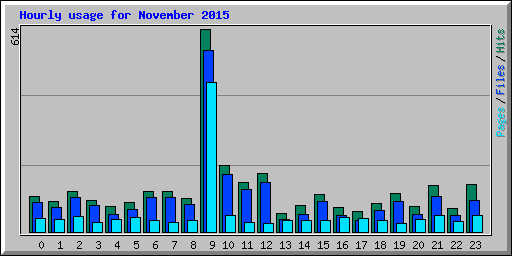 Hourly usage for November 2015
614
Pages/Files/Hits
0 1 2 3 4 5 6 7 8 9 10 11 12 13 14 15 16 17 18 19 20 21 22 23